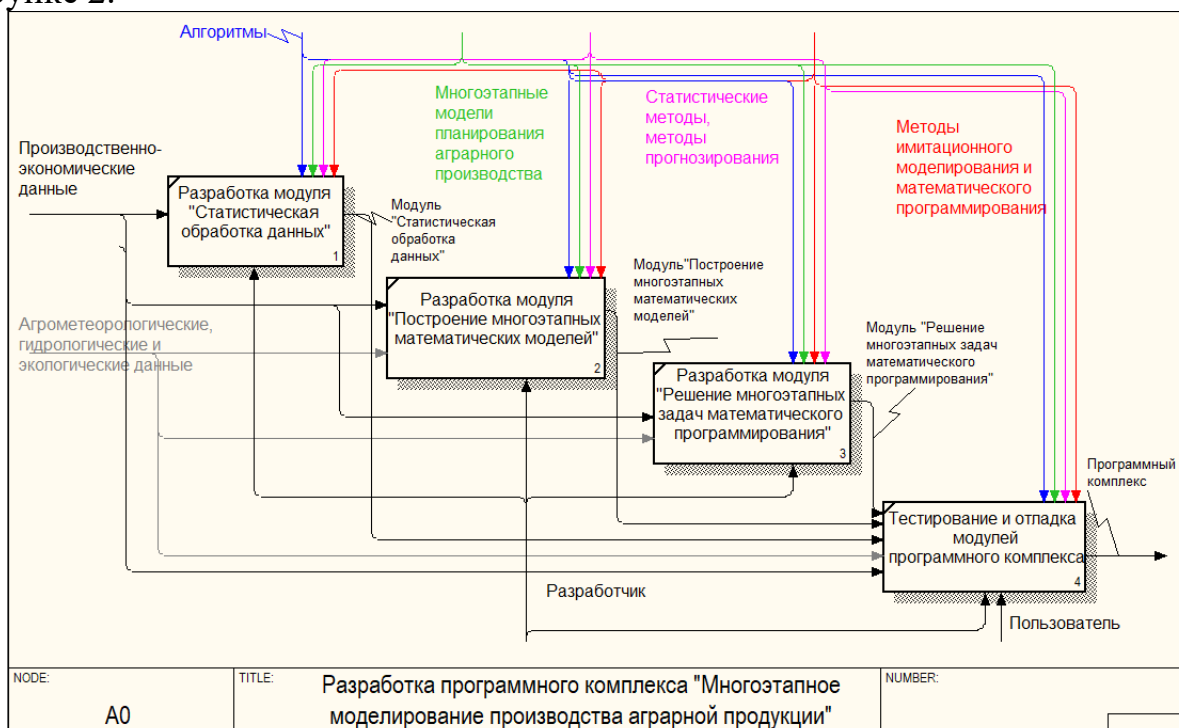 2.
Алгоритмы
Многоэтапные
модели
планирования
аграрного
производства
Статистические
методы,
методы
прогнозирования
Методы
имитационного
моделирования и
математического
программирования
Производственно-
экономические
данные
Разработка модуля
"Статистическая
обработка данных"
1
Модуль
"Статистическая
обработка
данных"
Разработка модуля
"Построение многоэтапных
математических моделей"
2
Модуль"Построение
многоэтапных
математических
моделей"
Агрометеорологические,
гидрологические и
экологические данные
Разработка модуля
"Решение многоэтапных
задач математического
программирования"
3
Модуль "Решение
многоэтапных задач
математического
программирования"
Программный
комплекс
Тестирование и отладка
модулей
программного комплекса
4
Разработчик
Пользователь
NODE:
A0
TITLE:
Разработка программного комплекса "Многоэтапное
моделирование производства аграрной продукции"
NUMBER: